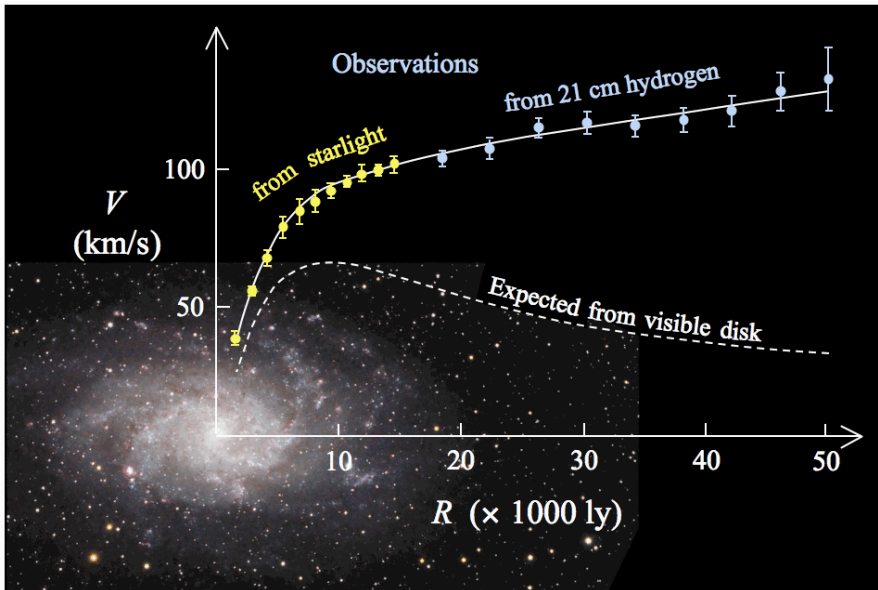 Observations
from 21 cm hydrogen
from starlight
100
V
(km/s)
50
Expected from visible disk
10 20 30 40 50
R (× 1000 ly)